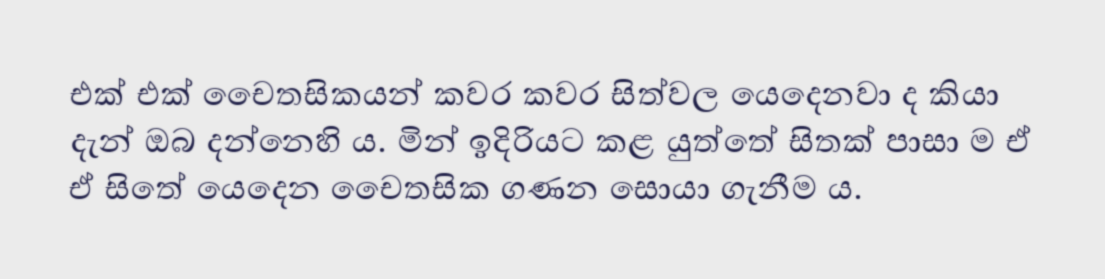 එක් එක් චෛතසිකයන් කවර කවර සිත්වල යෙදෙනවා ද කියා
දැන් ඔබ දන්නෙහි ය. මින් ඉදිරියට කළ යුත්තේ සිතක් පාසා ම ඒ
ඒ සිතේ යෙදෙන චෛතසික ගණන සොයා ගැනීම ය.